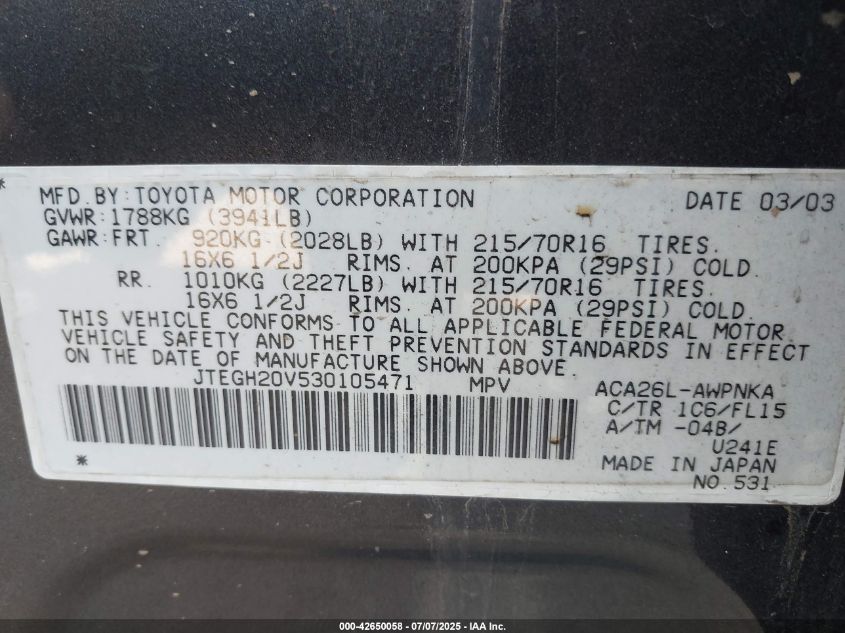 * MFD.BY:TOYOTA MOTOR CORPORATION DATE 03/03
GVWR:1788KG (3941LB)
GAWR:FRT. 920KG (2028LB) WITH 215/70R16 TIRES.
16X6 1/2J RIMS. AT 200KPA (29PSI) COLD.
RR. 1010KG (2227LB) WITH 215/70R16 TIRES.
16X6 1/2J RIMS. AT 200KPA (29PSI) COLD.
THIS VEHICLE CONFORMS TO ALL APPLICABLE FEDERAL MOTOR
VEHICLE SAFETY AND THEFT PREVENTION STANDARDS IN EFFECT
ON THE DATE OF MANUFACTURE SHOWN ABOVE.
JTEGH20V530105471 MPV ACA26L-AWPNKA
C/TR 1C6/FL15
A/TM -04B/
U241E
* MADE IN JAPAN
NO.531
000-42650058 - 07/07/2025 - IAA Inc.